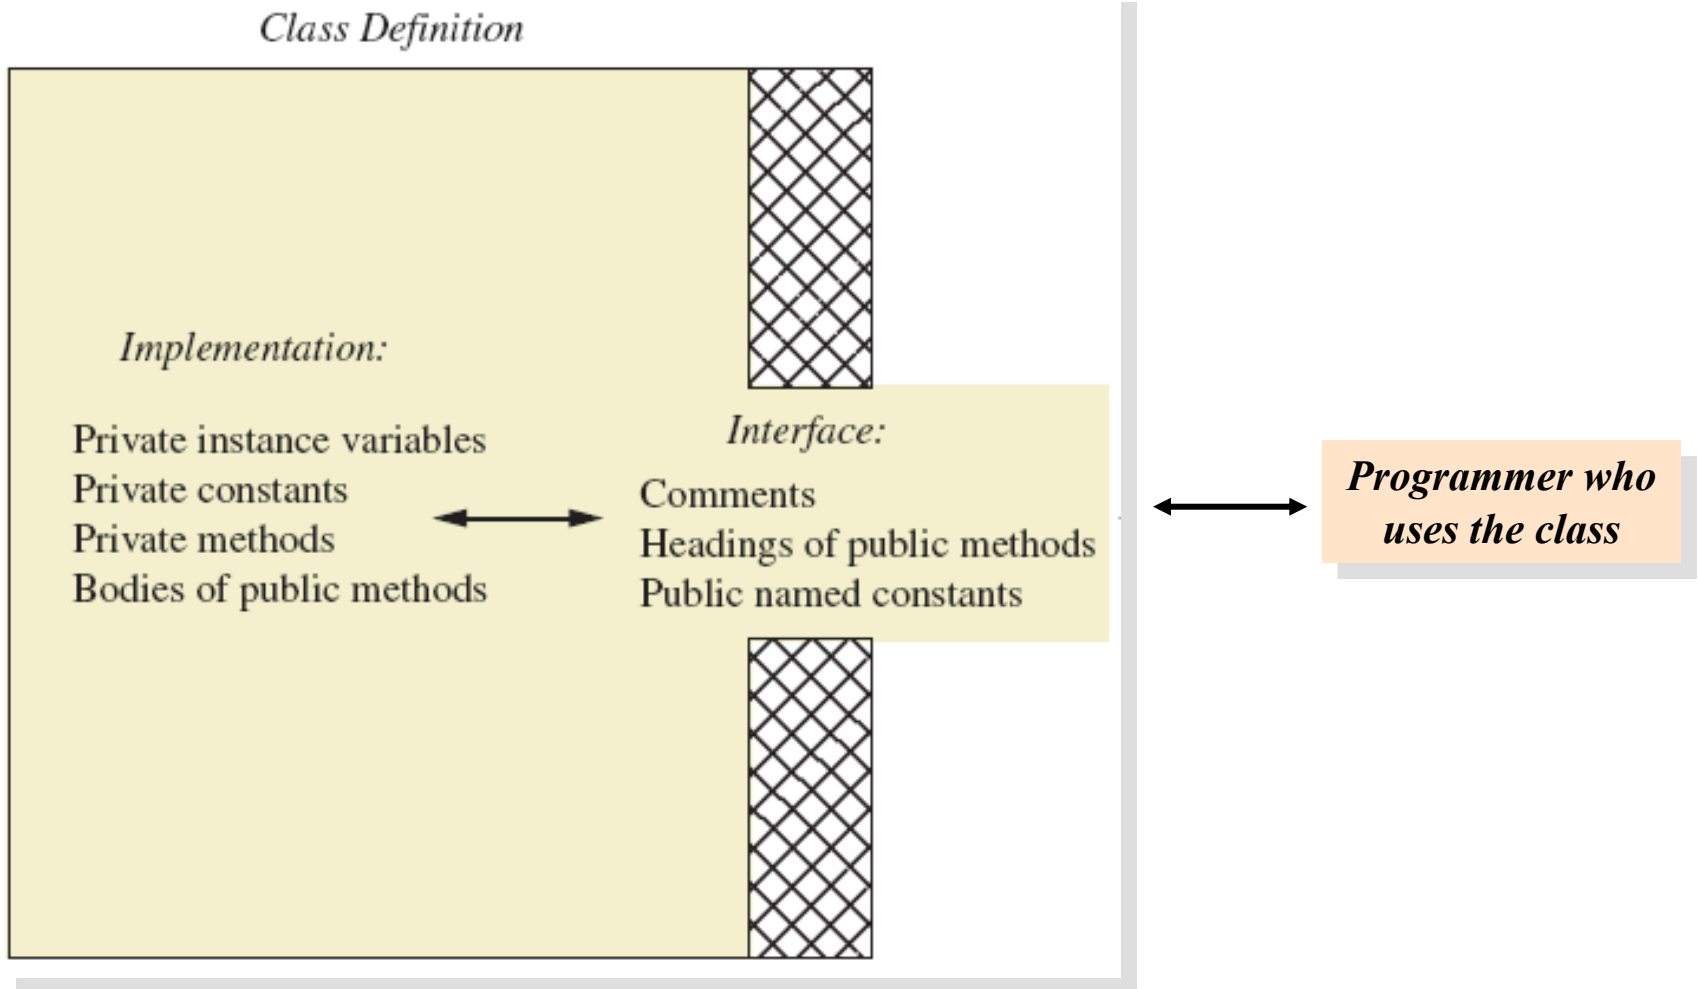 Class Definition
Implementation:
Private instance variables
Private constants
Private methods
Bodies of public methods
Interface:
Comments
Headings of public methods
Public named constants
Programmer who
uses the class